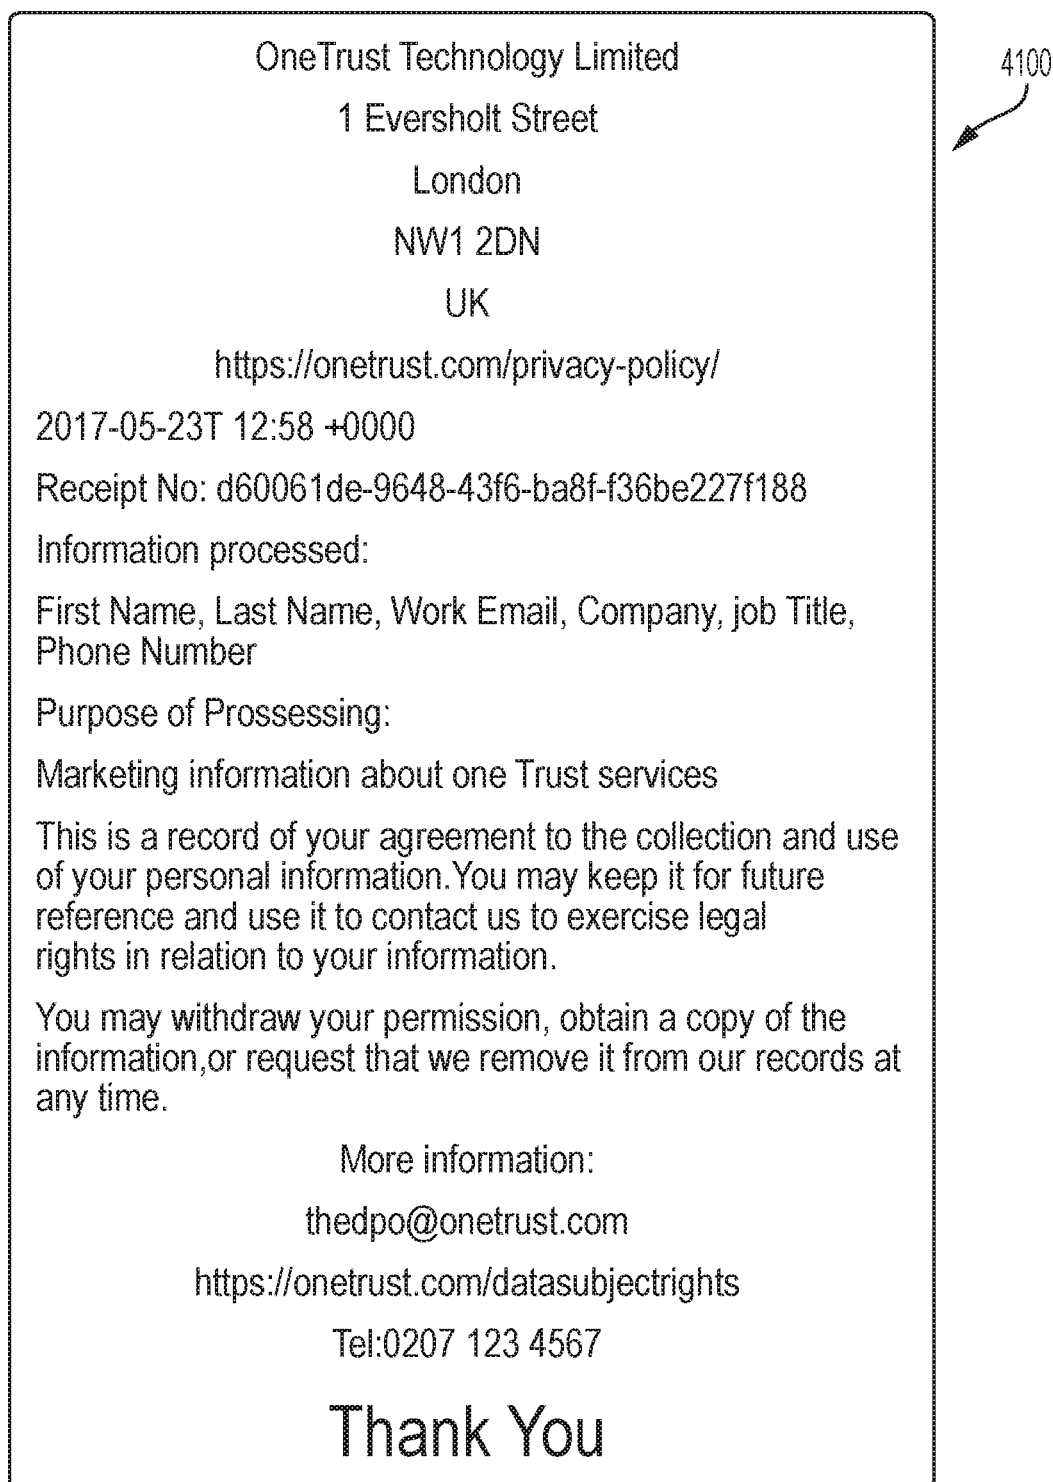 OneTrust Technology Limited
4100
1 Eversholt Street
London
NW1 2DN
UK
https://onetrust.com/privacy-policy/
2017-05-23T 12:58 +0000
Receipt No: d60061de-9648-43f6-ba8f-f36be227f188
Information processed:
First Name, Last Name, Work Email, Company, job Title,
Phone Number
Purpose of Prossessing:
Marketing information about one Trust services
This is a record of your agreement to the collection and use
of your personal information.You may keep it for future
reference and use it to contact us to exercise legal
rights in relation to your information.
You may withdraw your permission, obtain a copy of the
information,or request that we remove it from our records at
any time.
More information:
thedpo@onetrust.com
https://onetrust.com/datasubjectrights
Tel:0207 123 4567
Thank You